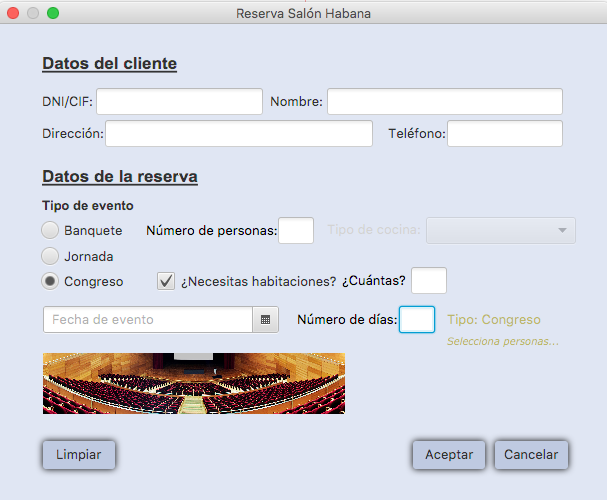 Reserva Salón Habana
Datos del cliente
DNI/CIF: Nombre:
Dirección: Teléfono:
Datos de la reserva
Tipo de evento
Banquete Número de personas: Tipo de cocina:
Jornada
Congreso ¿Necesitas habitaciones? ¿Cuántas?
Fecha de evento Número de días: Tipo: Congreso
Selecciona personas...
Limpiar Aceptar Cancelar